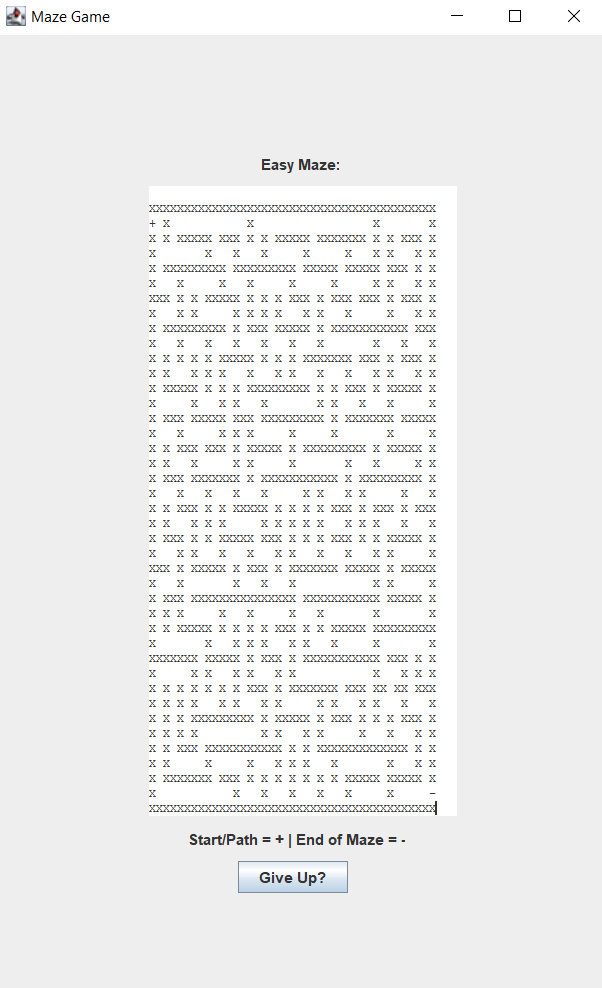 Maze Game
Easy Maze:
XXXXXXXXXXXXXXXXXXXXXXXXXXXXXXXXXXXXXXXXX
+ X           X                 X       X
X X XXXXX XXX X X XXXXX XXXXXXX X X XXX X
X       X   X   X     X     X   X X   X X
X XXXXXXXXX XXXXXXXXX XXXXX X XXX XXX X X
X   X     X   X     X     X     X X   X X
XXX X X XXXXX X X X X XXX X XXX XXX XXX X
X   X X     X X X X   X X   X     X   X X
X XXXXXXXXX X XXX X XXX X XXXXXXXXXXX XXX
X   X   X   X   X   X   X       X   X   X
X X X X X XXXXX X X X X XXXXXXX XXX X X X
X X   X X X   X   X X   X   X   X X     X
X XXXXX X X X XXXXXXXXX X X XXX X XXXXX X
X     X   X     X       X X   X   X     X
X XXX XXXXX XXX XXXXXXXXX X XXXXXXX XXXXX
X   X     X X X     X     X       X     X
X X XXX XXX X XXXXX X XXXXXXXXX X XXXXX X
X X   X     X X     X       X   X     X X
X XXX XXXXXXX X XXXXXXXXXXX X XXXXXXXXX X
X   X   X   X   X     X X   X X     X   X
X X X X XXXXX X X X X X X XXX X XXX X XXX
X X   X X X     X X X X X   X X X   X   X
X XXX X X XXX XXX X X XXX X XXX X XXX X X
X   X X   X   X X   X   X   X   X X     X
XXX X XXXXX X XXX X X XXXXXXX XXXXX XXXXX
X   X       X   X   X           X X     X
X XXX XXXXXXXXXXXXXXX XXXXXXXXXXX XXXXX X
X X X     X   X     X   X       X       X
X X XXXXX X X X X XXX X X XXXXX XXXXXXXXX
X       X   X X X   X X   X     X       X
XXXXXXX XXXXX X XXX X XXXXXXXXXXX XXX X X
X     X X   X X   X X           X   X X X
X X X X X X X XXX X XXXXXXX XXX XX XX XXX
X X X X   X X   X X     X X   X X   X   X
X X X XXXXXXXXX X XXXXX X XXX X XXX XXX X
X X X X         X X   X X     X   X   X X
X X XXX XXXXXXXXXXX X X XXXXXXXXXXXXX X X
X X     X     X   X X X   X       X   X X
X XXXXXXX XXX X X X X X X X XXXXX XXXXX X
X           X   X   X   X   X     X     -
XXXXXXXXXXXXXXXXXXXXXXXXXXXXXXXXXXXXXXXXX
Start/Path = + | End of Maze = -
Give Up?